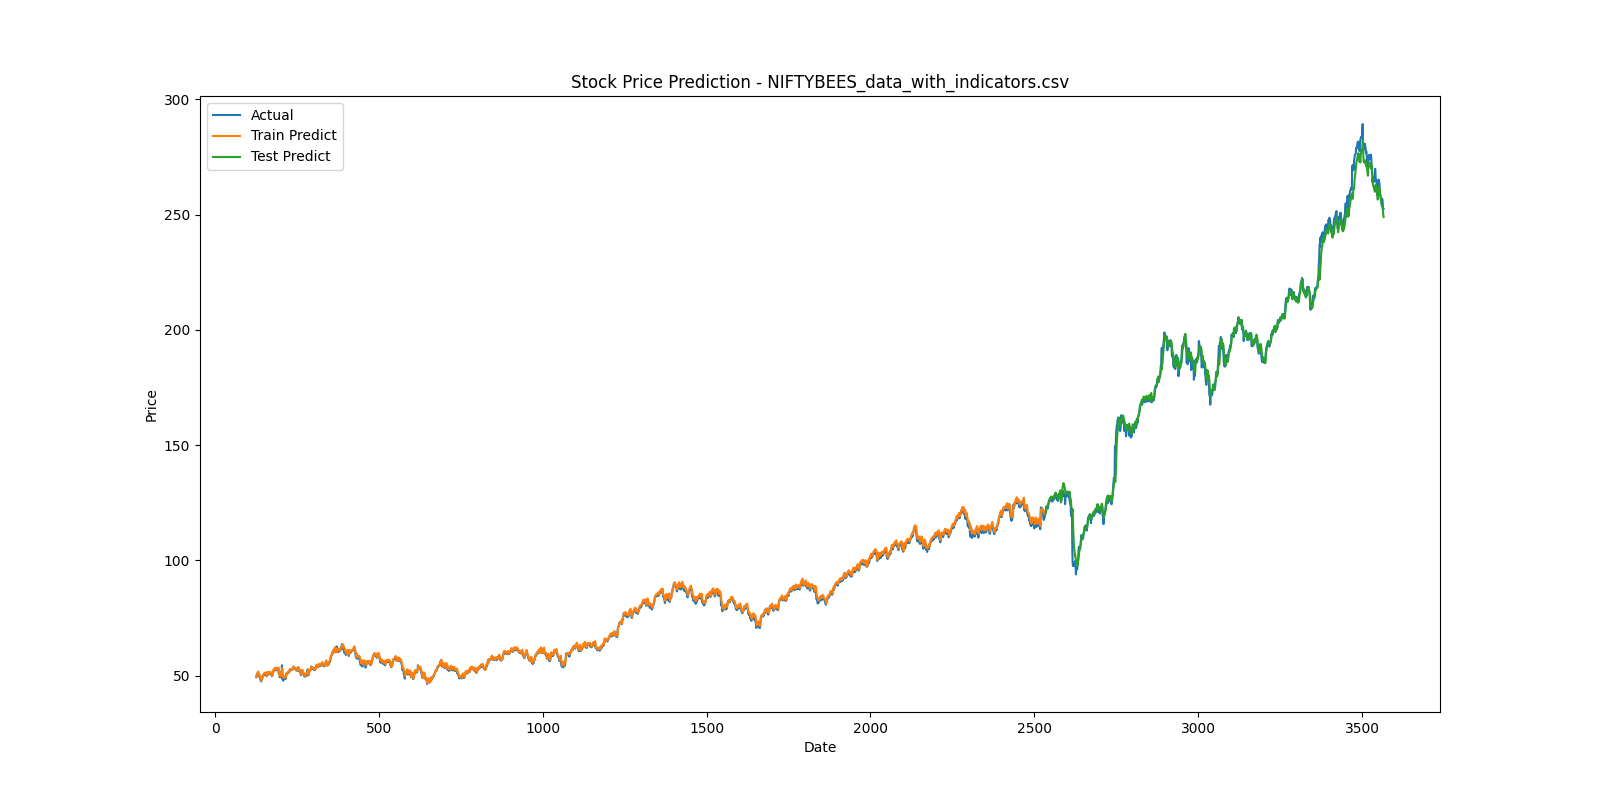 Stock Price Prediction - NIFTYBEES_data_with_indicators.csv
Actual
Train Predict
Test Predict
300
250
200
150
100
50
Price
0 500 1000 1500 2000 2500 3000 3500
Date